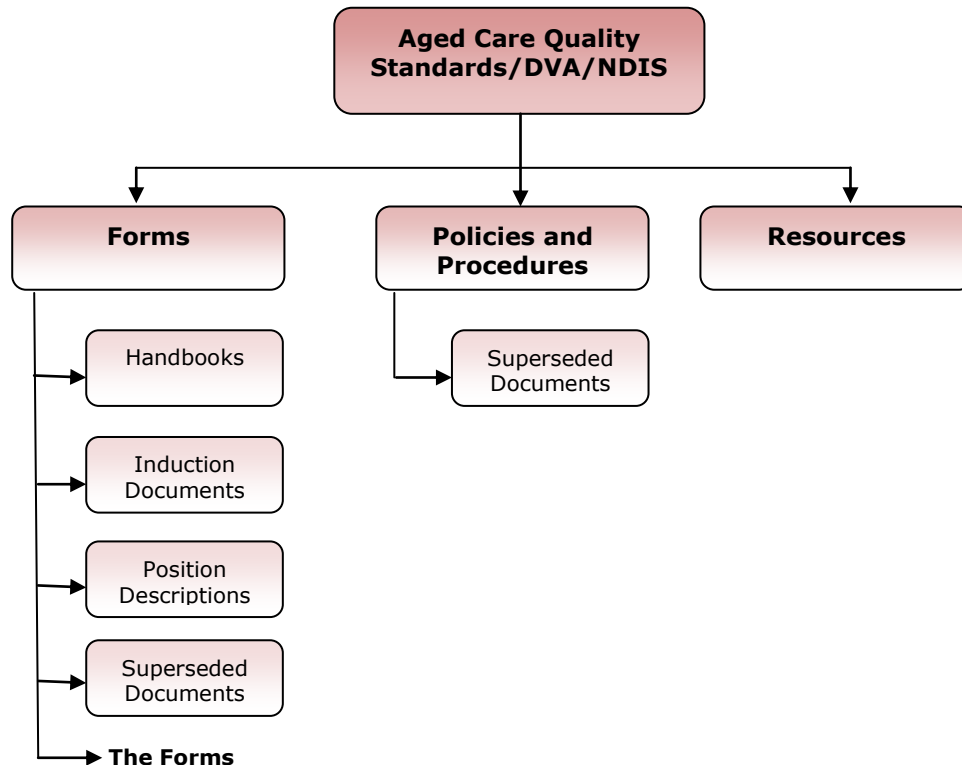 Aged Care Quality
Standards/DVA/NDIS
Forms
Policies and
Procedures
Resources
Handbooks
Superseded
Documents
Induction
Documents
Position
Descriptions
Superseded
Documents
The Forms